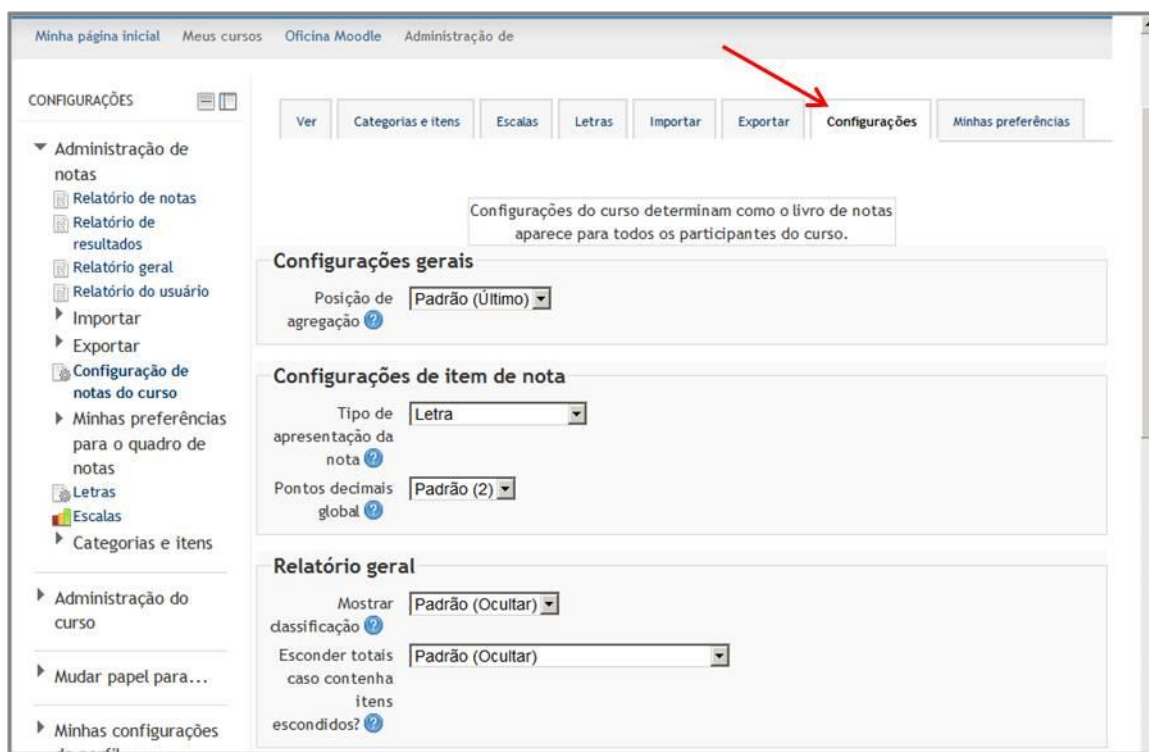 Minha página inicial Meus cursos Oficina Moodle Administração de
CONFIGURAÇÕES
Administração de
notas
Relatório de notas
Relatório de
resultados
Relatório geral
Relatório do usuário
Importar
Exportar
Configuração de
notas do curso
Minhas preferências
para o quadro de
notas
Letras
Escalas
Categorias e itens
Administração do
curso
Mudar papel para...
Minhas configurações
Ver Categorias e itens Escalas Letras Importar Exportar Configurações Minhas preferências
Configurações do curso determinam como o livro de notas
aparece para todos os participantes do curso.
Configurações gerais
Posição de Padrão (Último)
agregação
Configurações de item de nota
Tipo de Letra
apresentação da
nota
Pontos decimais Padrão (2)
global
Relatório geral
Mostrar Padrão (Ocultar)
classificação
Esconder totais Padrão (Ocultar)
caso contenha
itens
escondidos?